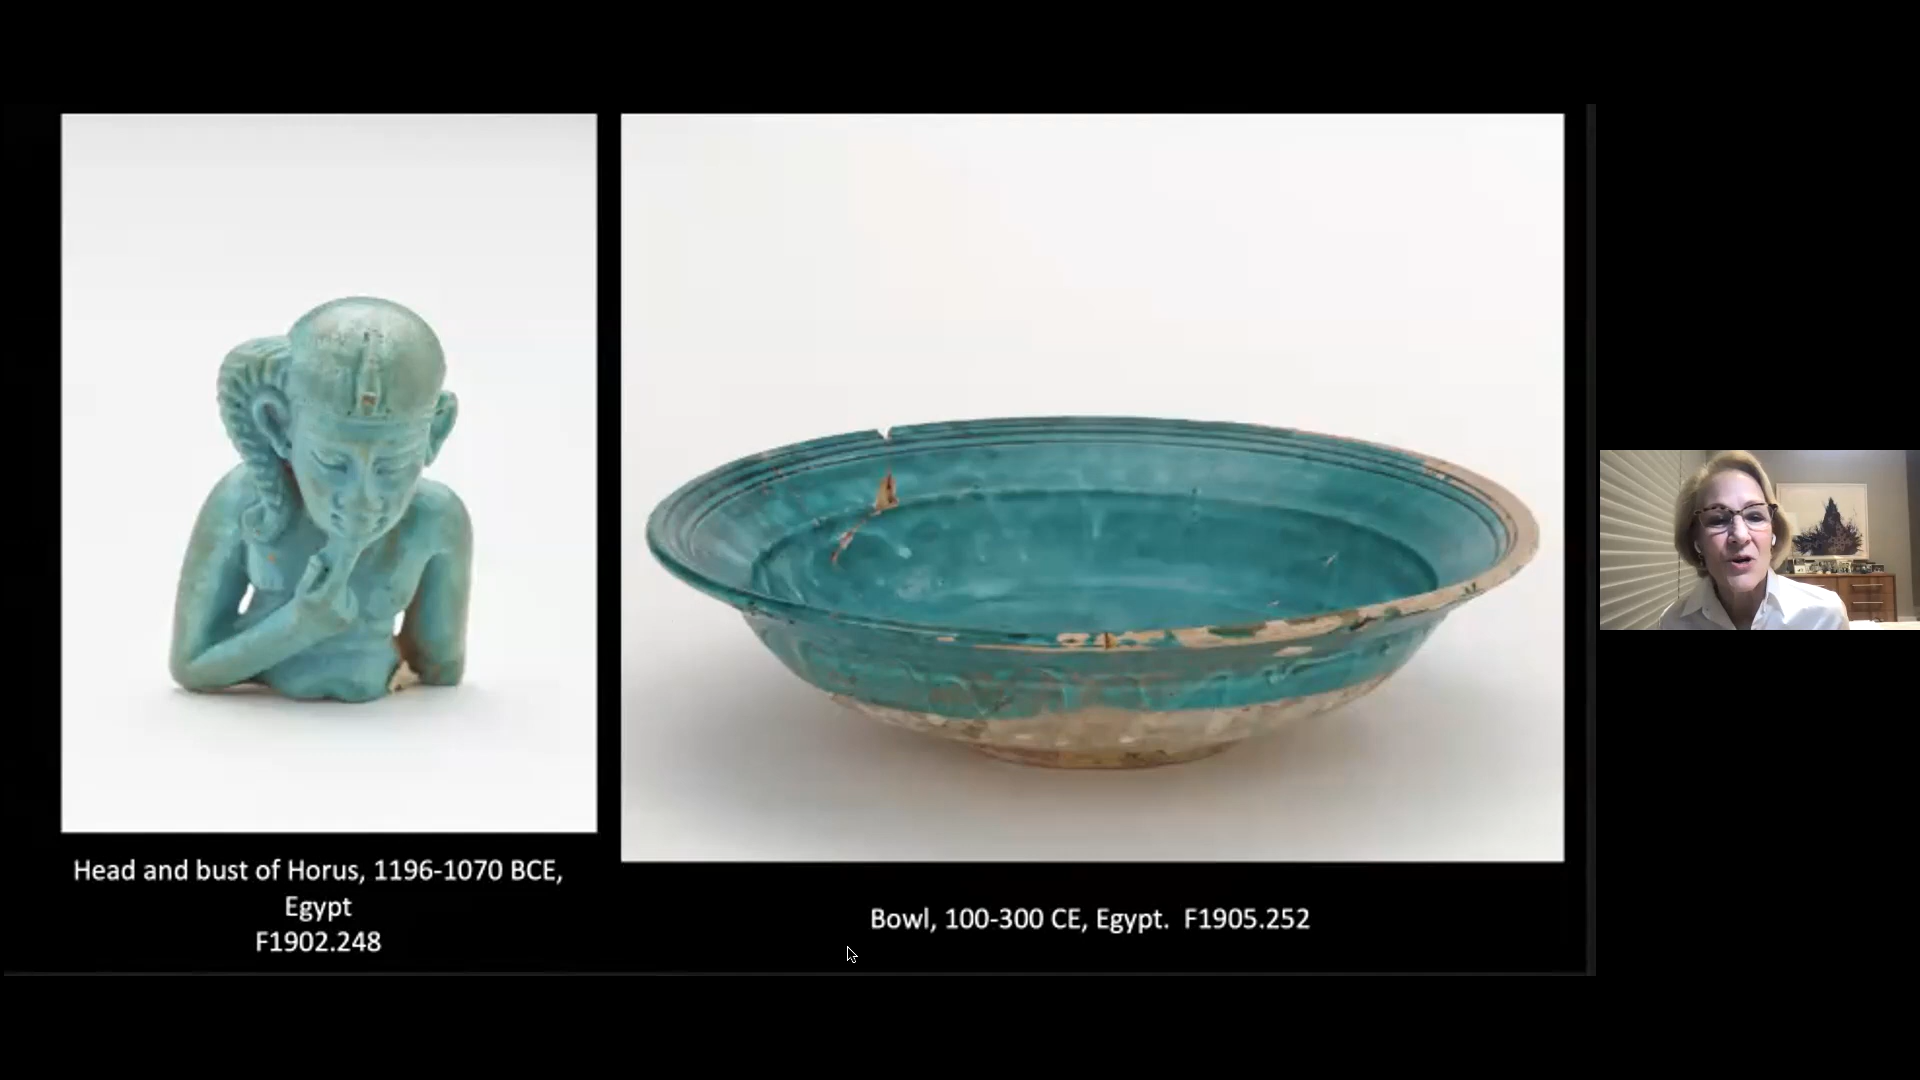 Head and bust of Horus, 1196-1070 BCE,
Egypt
F1902.248
Bowl, 100-300 CE, Egypt.  F1905.252